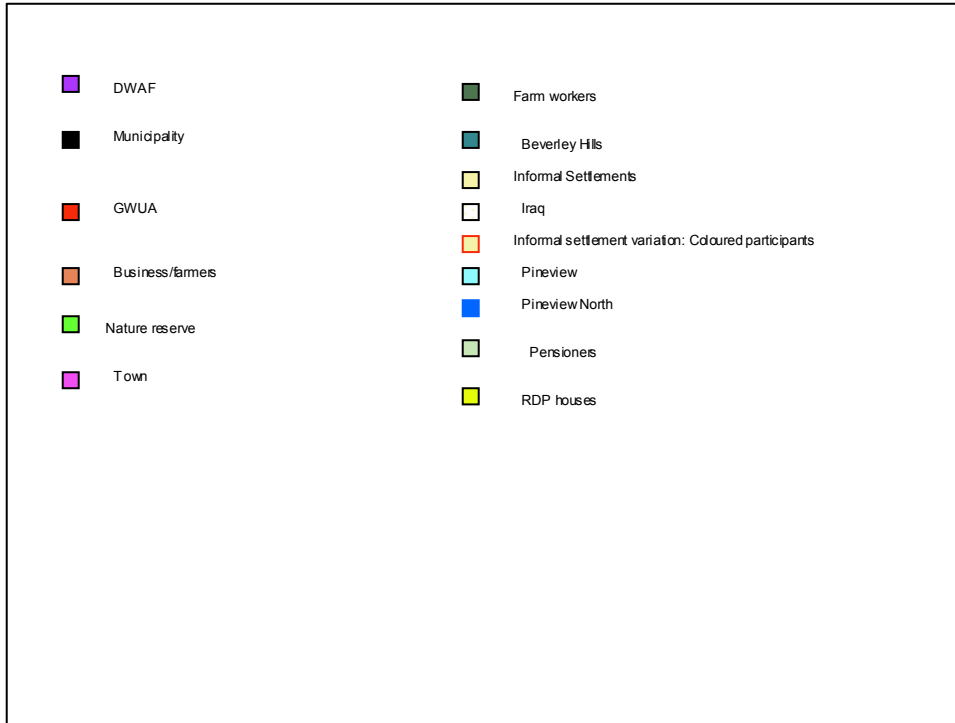 DWAF
Municipality
GWUA
Business/farmers
Nature reserve
Town
Farm workers
Beverley Hills
Informal Settlements
Iraq
Informal settlement variation: Coloured participants
Pineview
Pineview North
Pensioners
RDP houses